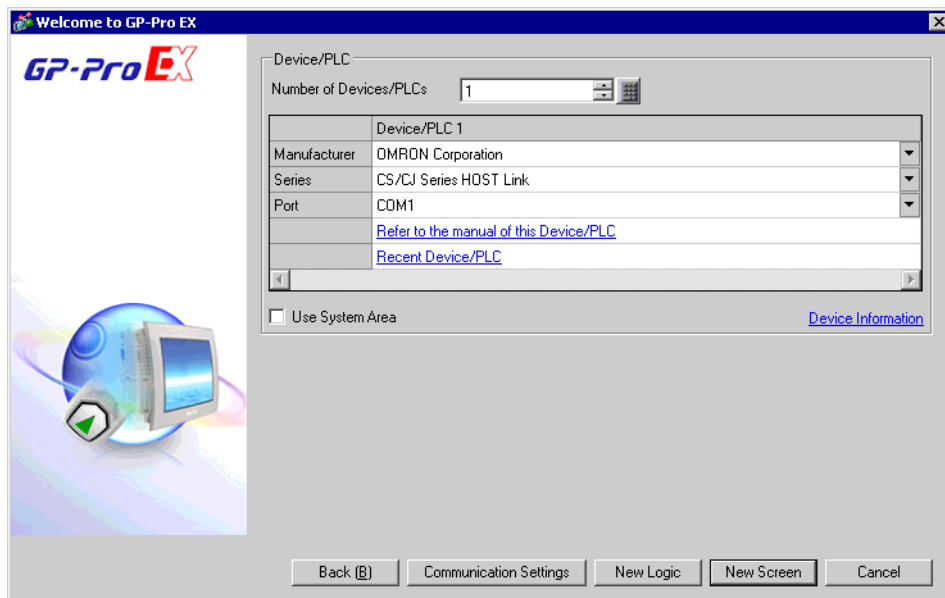 Welcome to GP-Pro EX
GP-Pro EX
Device/PLC
Number of Devices/PLCs 1
Device/PLC 1
Manufacturer OMRON Corporation
Series CS/CJ Series HOST Link
Port COM1
Refer to the manual of this Device/PLC
Recent Device/PLC
Use System Area Device Information
Back (B) Communication Settings New Logic New Screen Cancel